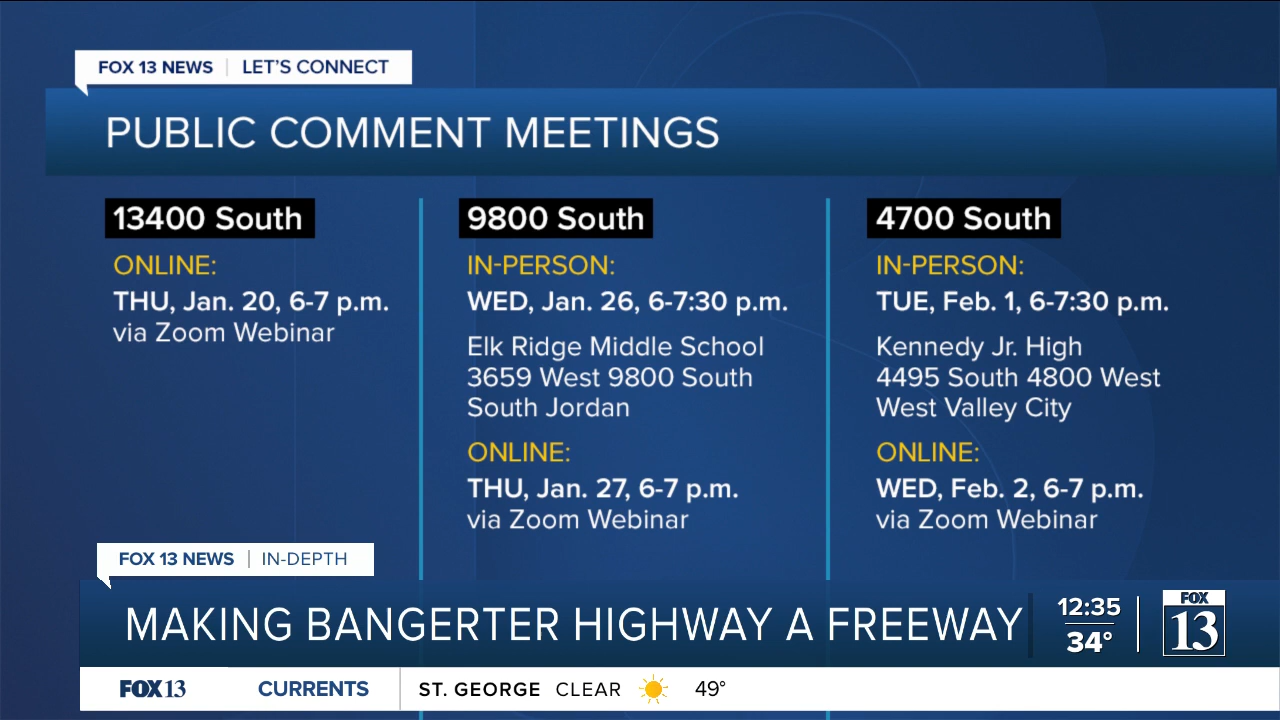 FOX 13 NEWS | LET'S CONNECT
PUBLIC COMMENT MEETINGS
13400 South
ONLINE:
THU, Jan. 20, 6-7 p.m.
via Zoom Webinar
9800 South
IN-PERSON:
WED, Jan. 26, 6-7:30 p.m.
Elk Ridge Middle School
3659 West 9800 South
South Jordan
ONLINE:
THU, Jan. 27, 6-7 p.m.
via Zoom Webinar
4700 South
IN-PERSON:
TUE, Feb. 1, 6-7:30 p.m.
Kennedy Jr. High
4495 South 4800 West
West Valley City
ONLINE:
WED, Feb. 2, 6-7 p.m.
via Zoom Webinar
FOX 13 NEWS | IN-DEPTH
MAKING BANGERTER HIGHWAY A FREEWAY
12:35
34°
FOX
13
FOX 13 CURRENTS ST. GEORGE CLEAR 49°